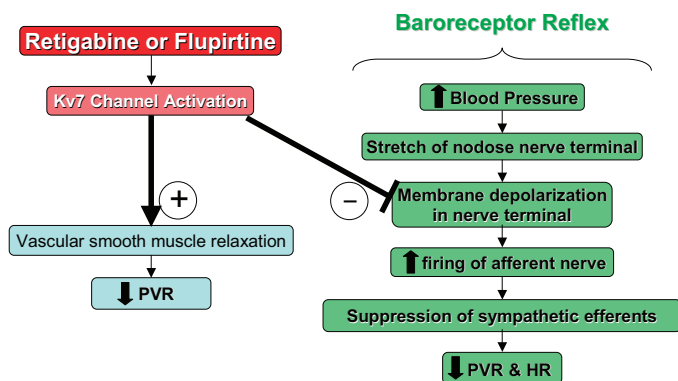 Retigabine or Flupirtine
Kv7 Channel Activation
+
Vascular smooth muscle relaxation
PVR
Baroreceptor Reflex
Blood Pressure
Stretch of nodose nerve terminal
−
Membrane depolarization
in nerve terminal
firing of afferent nerve
Suppression of sympathetic efferents
PVR & HR